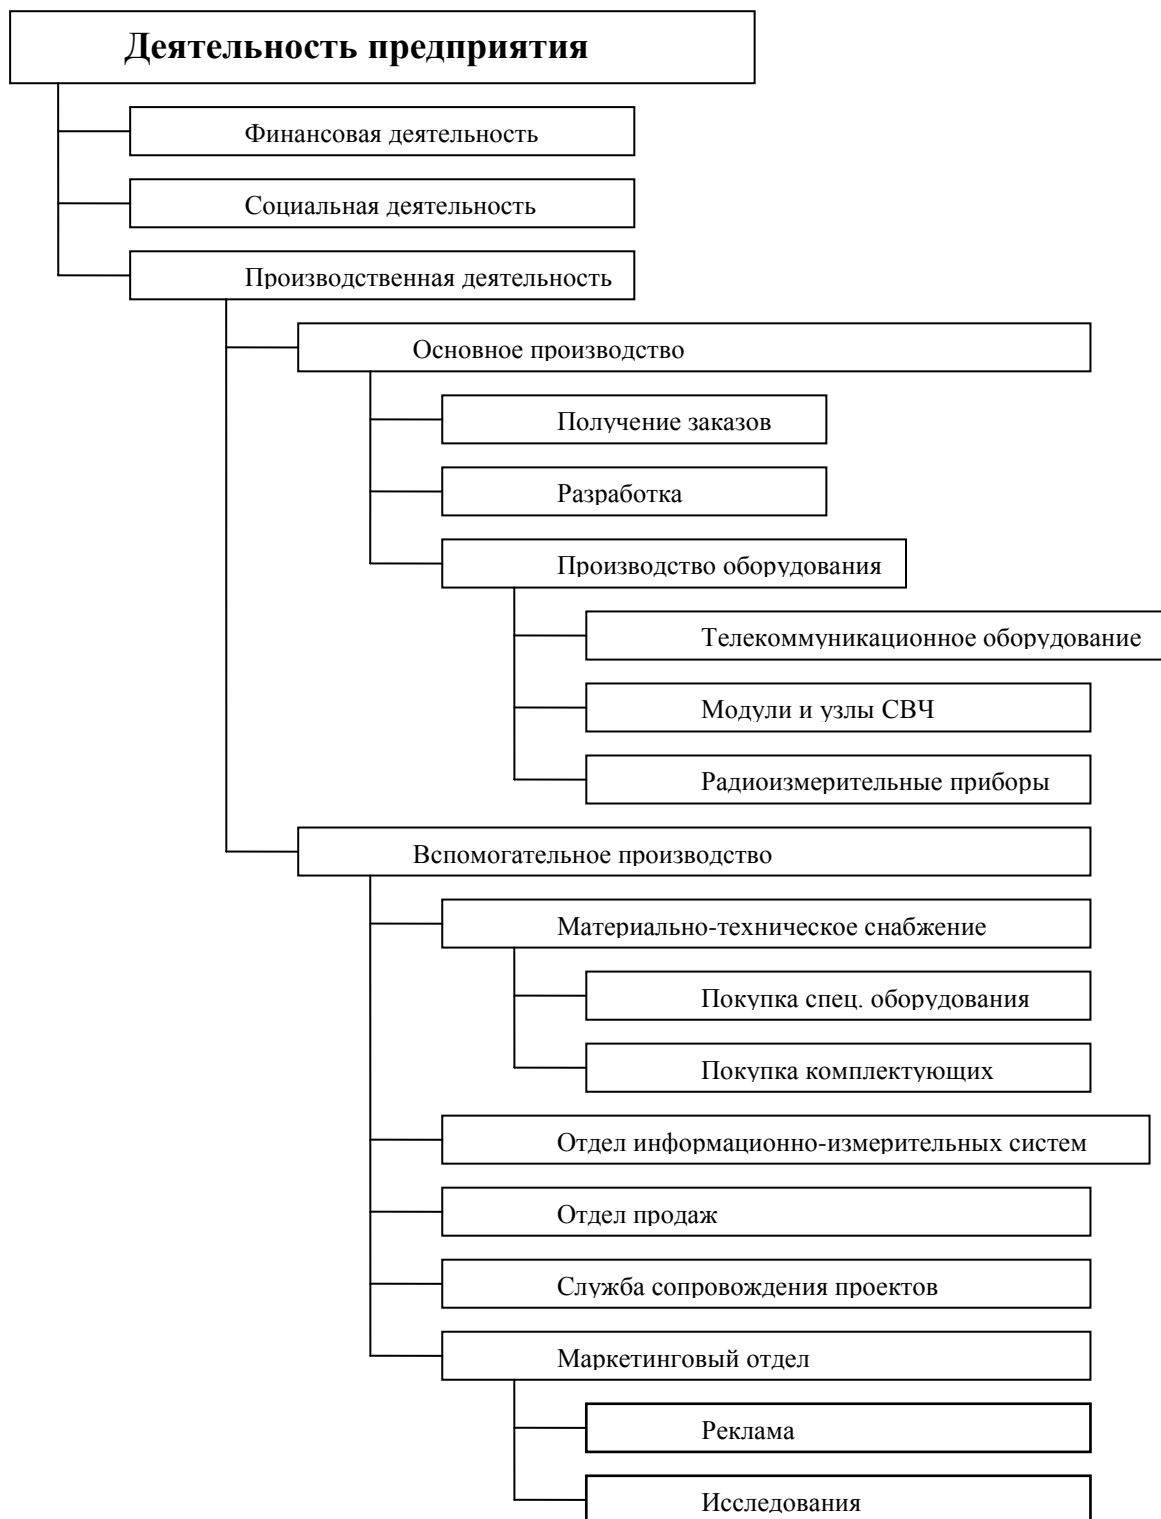 Деятельность предприятия
Финансовая деятельность
Социальная деятельность
Производственная деятельность
Основное производство
Получение заказов
Разработка
Производство оборудования
Телекоммуникационное оборудование
Модули и узлы СВЧ
Радиоизмерительные приборы
Вспомогательное производство
Материально-техническое снабжение
Покупка спец. оборудования
Покупка комплектующих
Отдел информационно-измерительных систем
Отдел продаж
Служба сопровождения проектов
Маркетинговый отдел
Реклама
Исследования